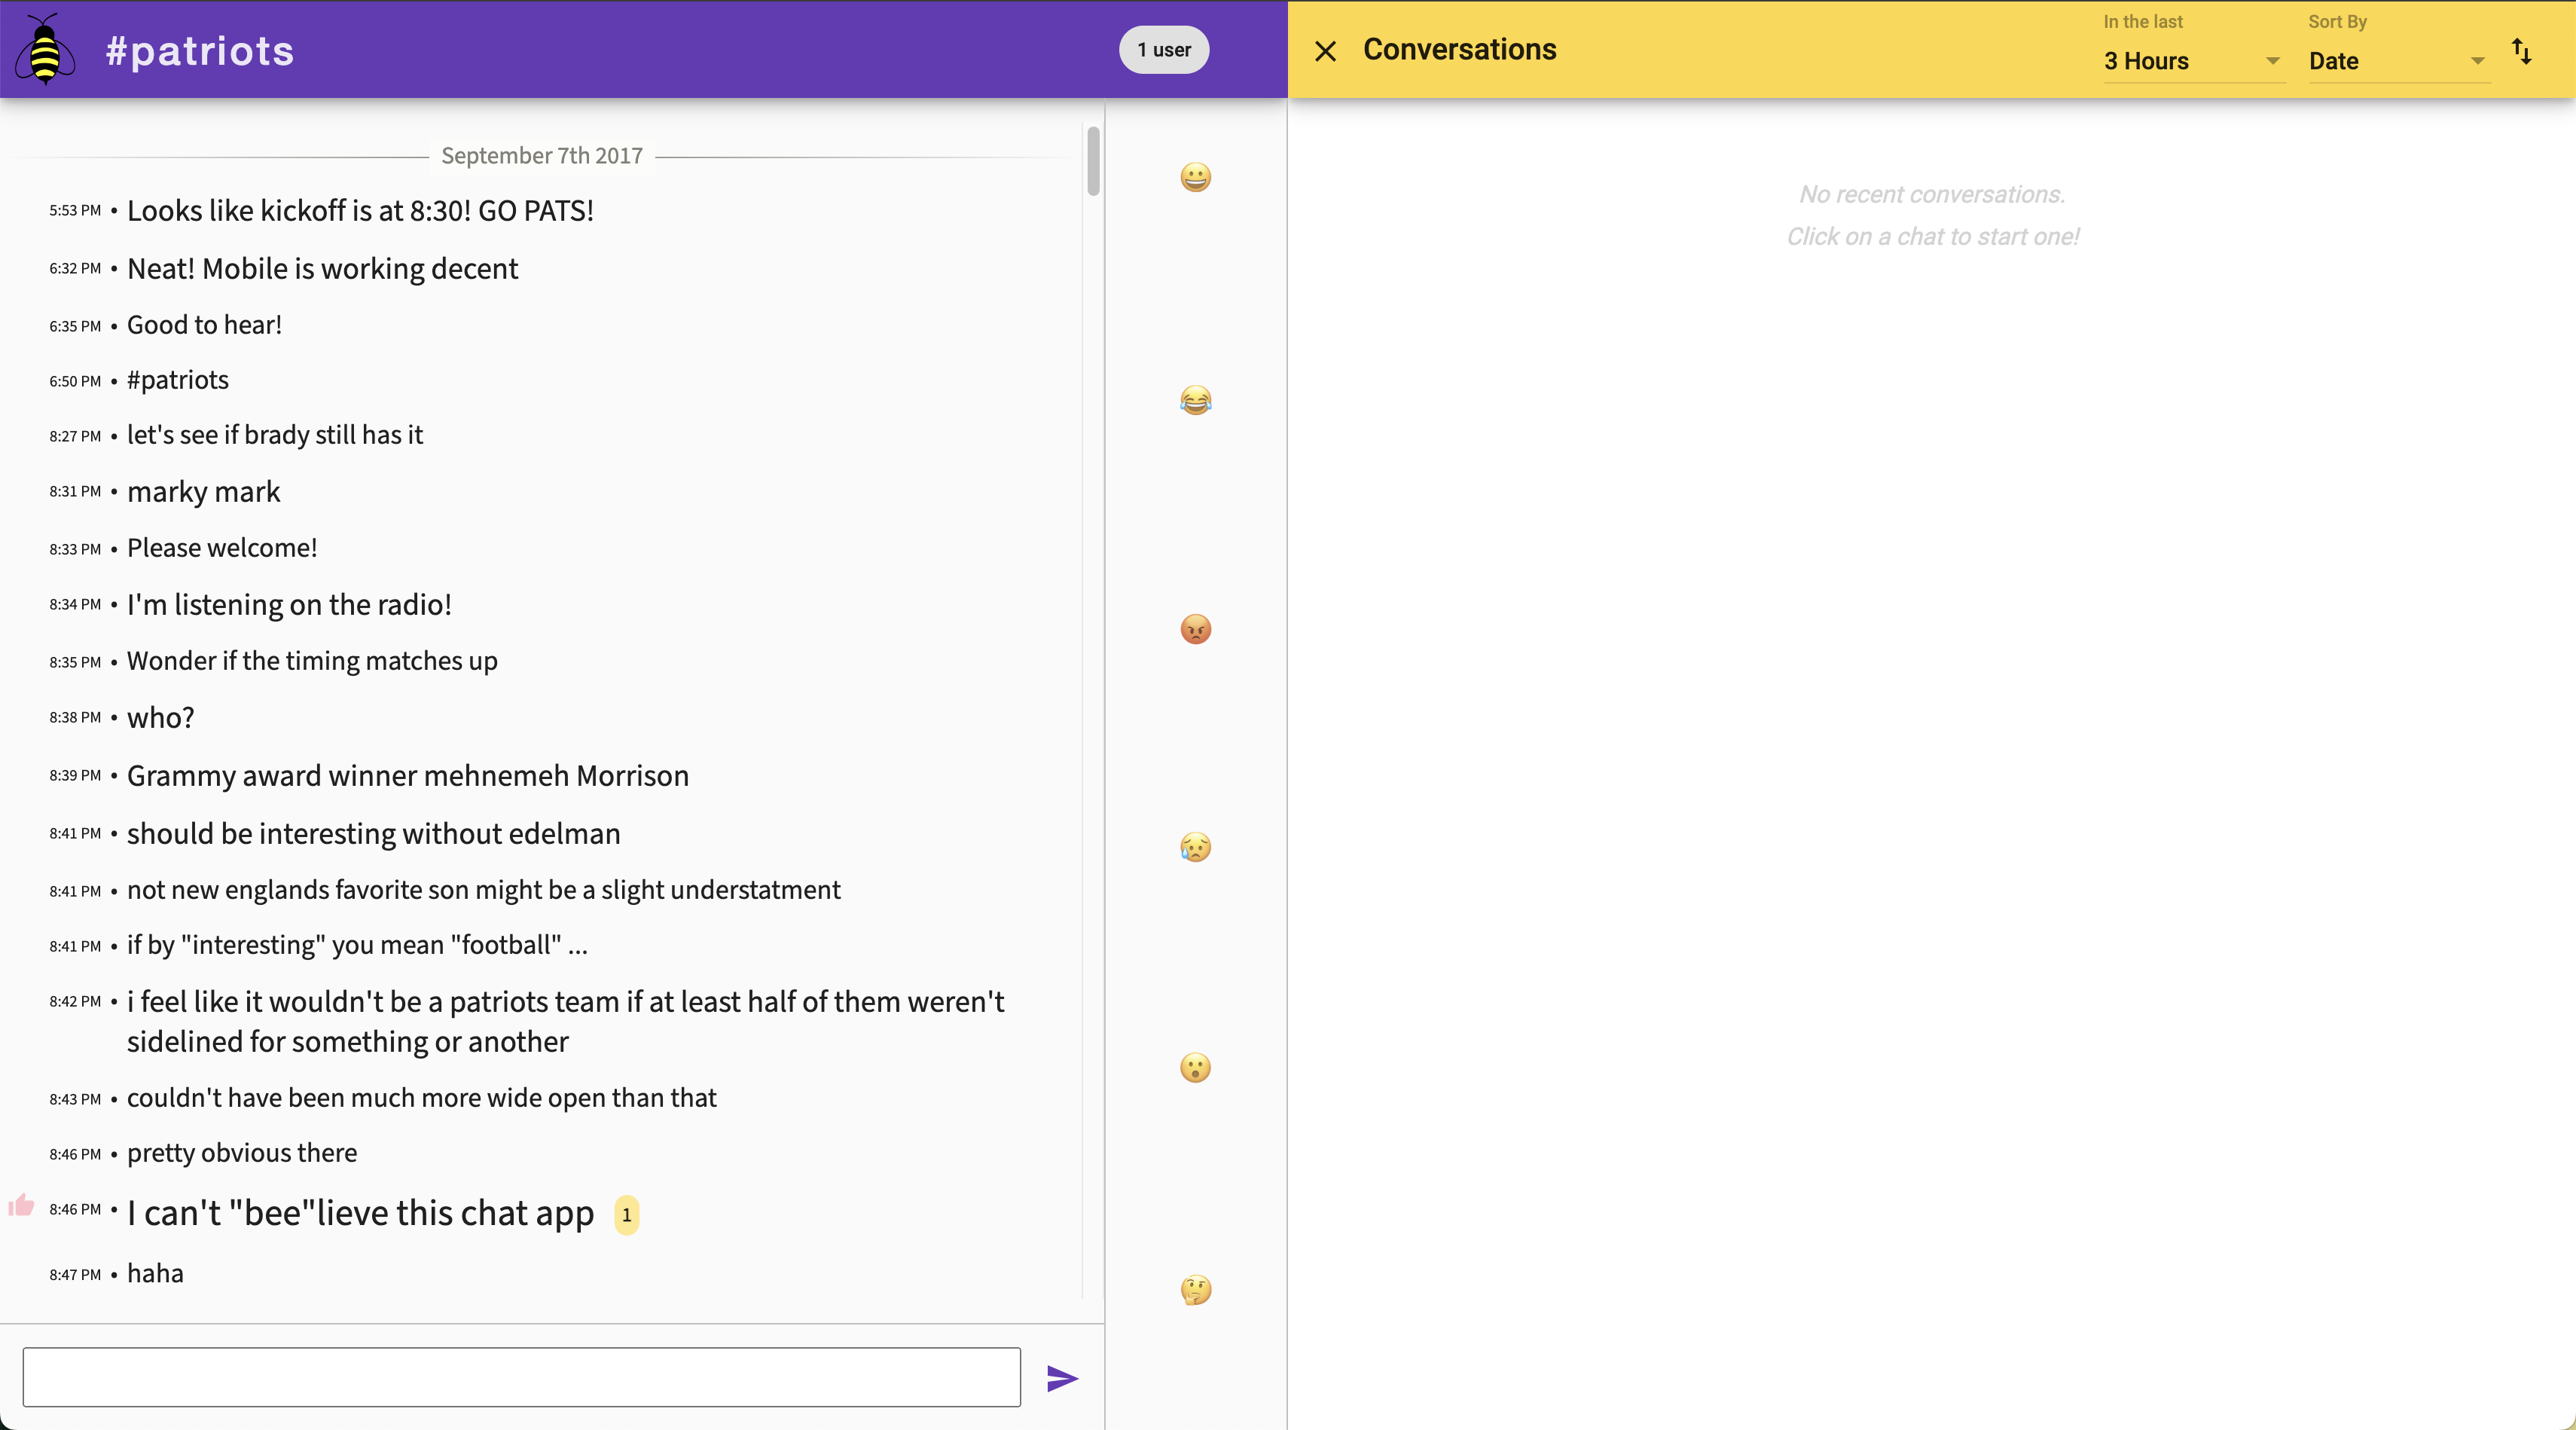 #patriots
1 user
Conversations
In the last
3 Hours
Sort By
Date
September 7th 2017
5:53 PM • Looks like kickoff is at 8:30! GO PATS!
6:32 PM • Neat! Mobile is working decent
6:35 PM • Good to hear!
6:50 PM • #patriots
8:27 PM • let's see if brady still has it
8:31 PM • marky mark
8:33 PM • Please welcome!
8:34 PM • I'm listening on the radio!
8:35 PM • Wonder if the timing matches up
8:38 PM • who?
8:39 PM • Grammy award winner mehnemeh Morrison
8:41 PM • should be interesting without edelman
8:41 PM • not new englands favorite son might be a slight understatment
8:41 PM • if by "interesting" you mean "football" ...
8:42 PM • i feel like it wouldn't be a patriots team if at least half of them weren't
sidelined for something or another
8:43 PM • couldn't have been much more wide open than that
8:46 PM • pretty obvious there
8:46 PM • I can't "bee"lieve this chat app 1
8:47 PM • haha
No recent conversations.
Click on a chat to start one!